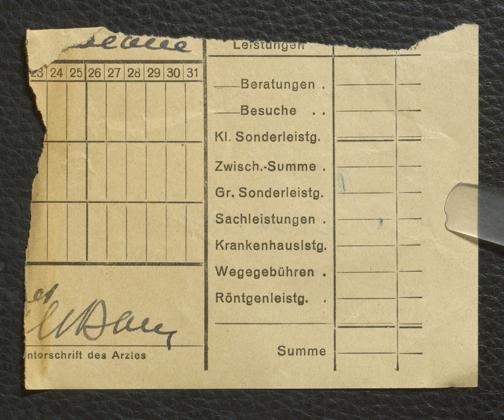 Leistungen
23 24 25 26 27 28 29 30 31
Beratungen .
Besuche . .
Kl. Sonderleistg.
Zwisch.-Summe .
Gr. Sonderleistg.
Sachleistungen .
Krankenhauslstg.
Wegegebühren .
Röntgenleistg. .
nterschrift des Arztes
Summe